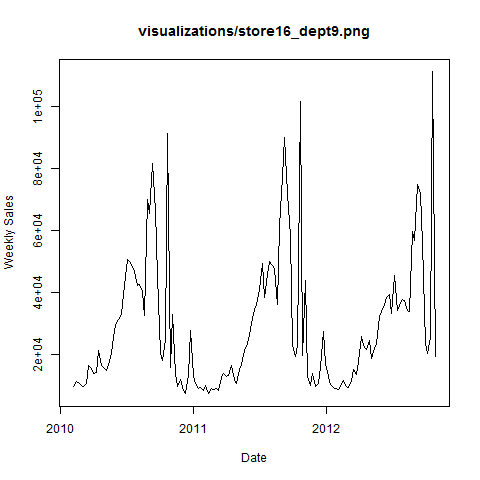 visualizations/store16_dept9.png
Weekly Sales
1e+05
8e+04
6e+04
4e+04
2e+04
2010 2011 2012
Date